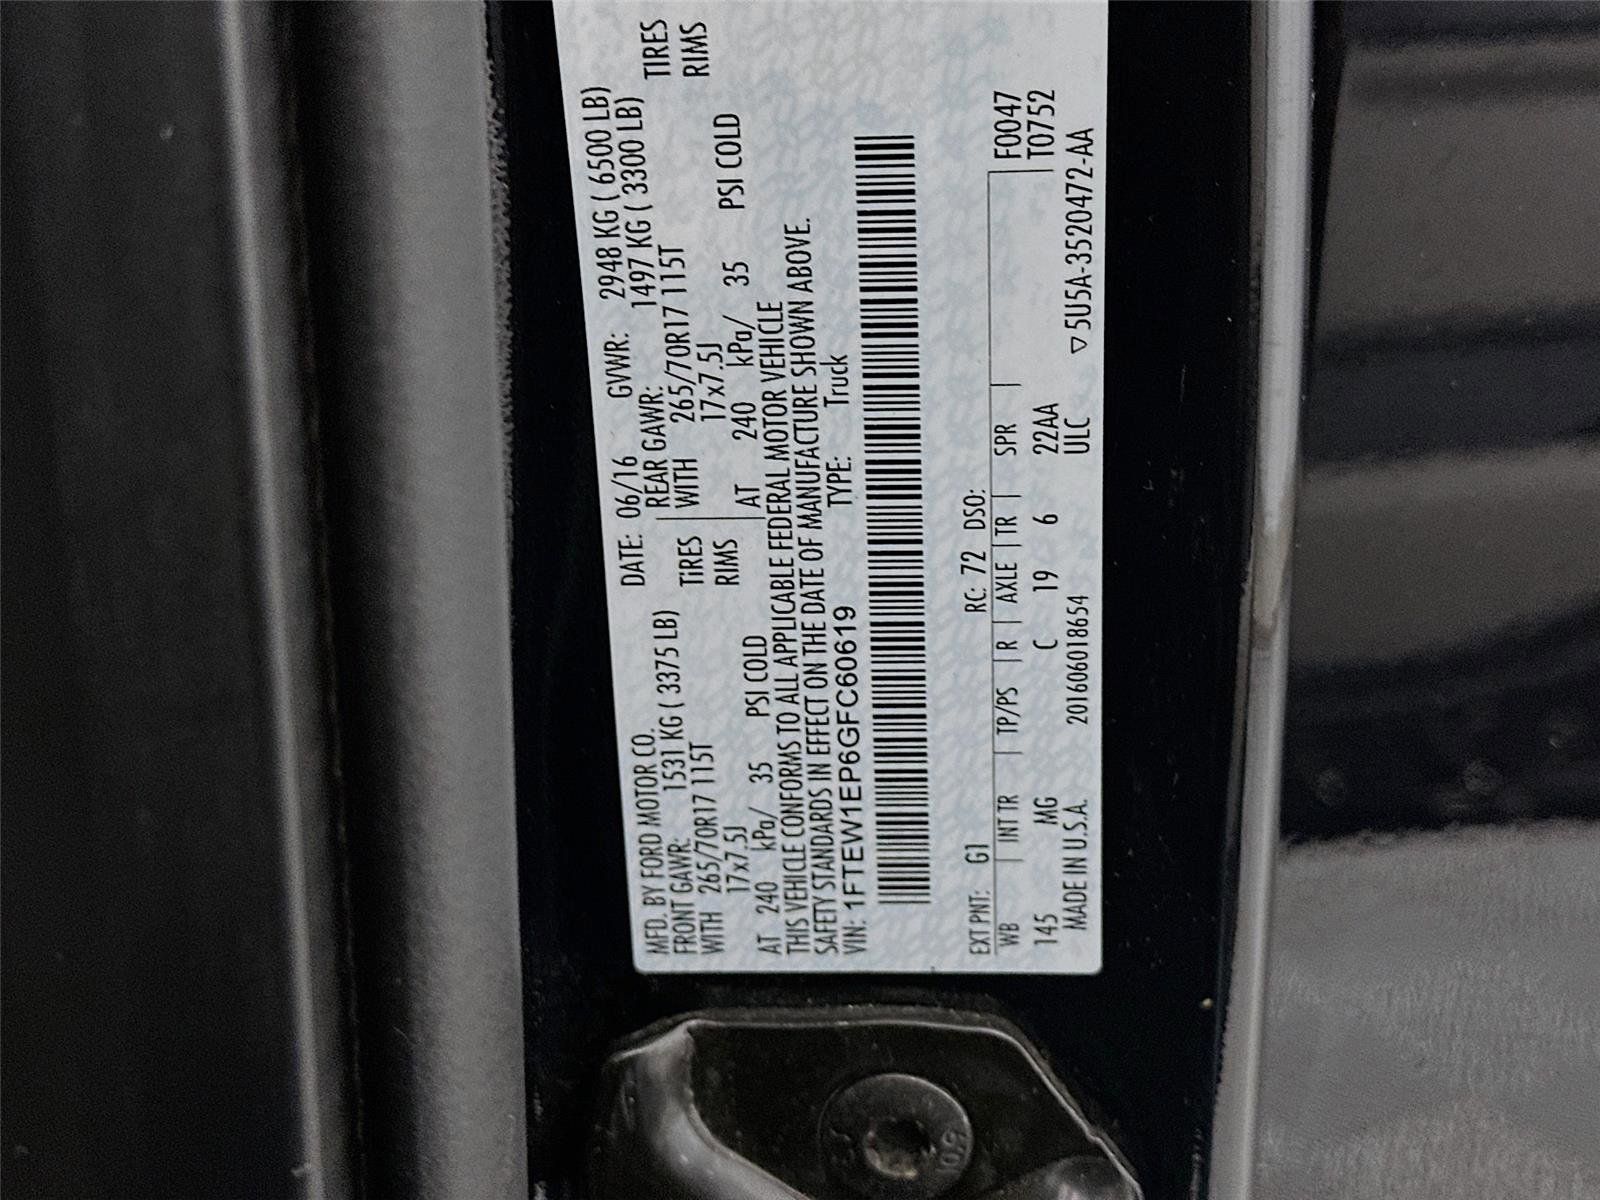 MFD. BY FORD MOTOR CO. DATE: 06/16 GVWR: 2948 KG ( 6500 LB)
FRONT GAWR: 1531 KG ( 3375 LB) REAR GAWR: 1497 KG ( 3300 LB)
WITH 265/70R17 115T TIRES WITH 265/70R17 115T TIRES
17x7.5J RIMS 17x7.5J RIMS
AT 240 kPa/ 35 PSI COLD AT 240 kPa/ 35 PSI COLD
THIS VEHICLE CONFORMS TO ALL APPLICABLE FEDERAL MOTOR VEHICLE
SAFETY STANDARDS IN EFFECT ON THE DATE OF MANUFACTURE SHOWN ABOVE.
VIN: 1FTEW1EP6GFC60619 TYPE: Truck
EXT PNT: G1 RC: 72 DSO: F0047
WB INT TR TP/PS R AXLE TR SPR T0752
145 MG C 19 6 22AA
MADE IN U.S.A. 20160601 8654 ULC ▽ 5U5A-3520472-AA
10.9